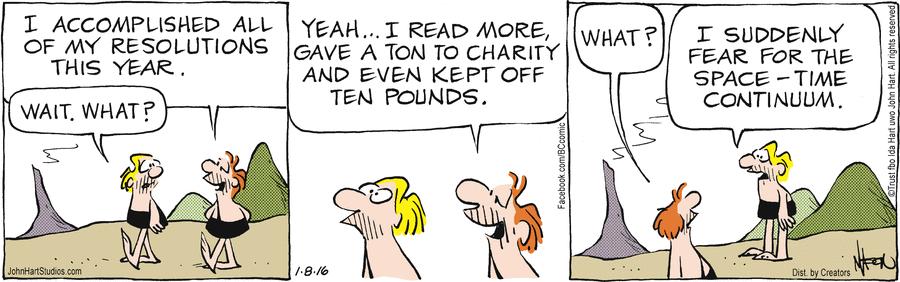 I ACCOMPLISHED ALL
OF MY RESOLUTIONS
THIS YEAR.
WAIT. WHAT?
JohnHartStudios.com
YEAH... I READ MORE,
GAVE A TON TO CHARITY
AND EVEN KEPT OFF
TEN POUNDS.
1·8·16
Facebook.com/BCcomic
WHAT?
I SUDDENLY
FEAR FOR THE
SPACE-TIME
CONTINUUM.
Dist. by Creators
©Trust fbo Ida Hart uwo John Hart. All rights reserved